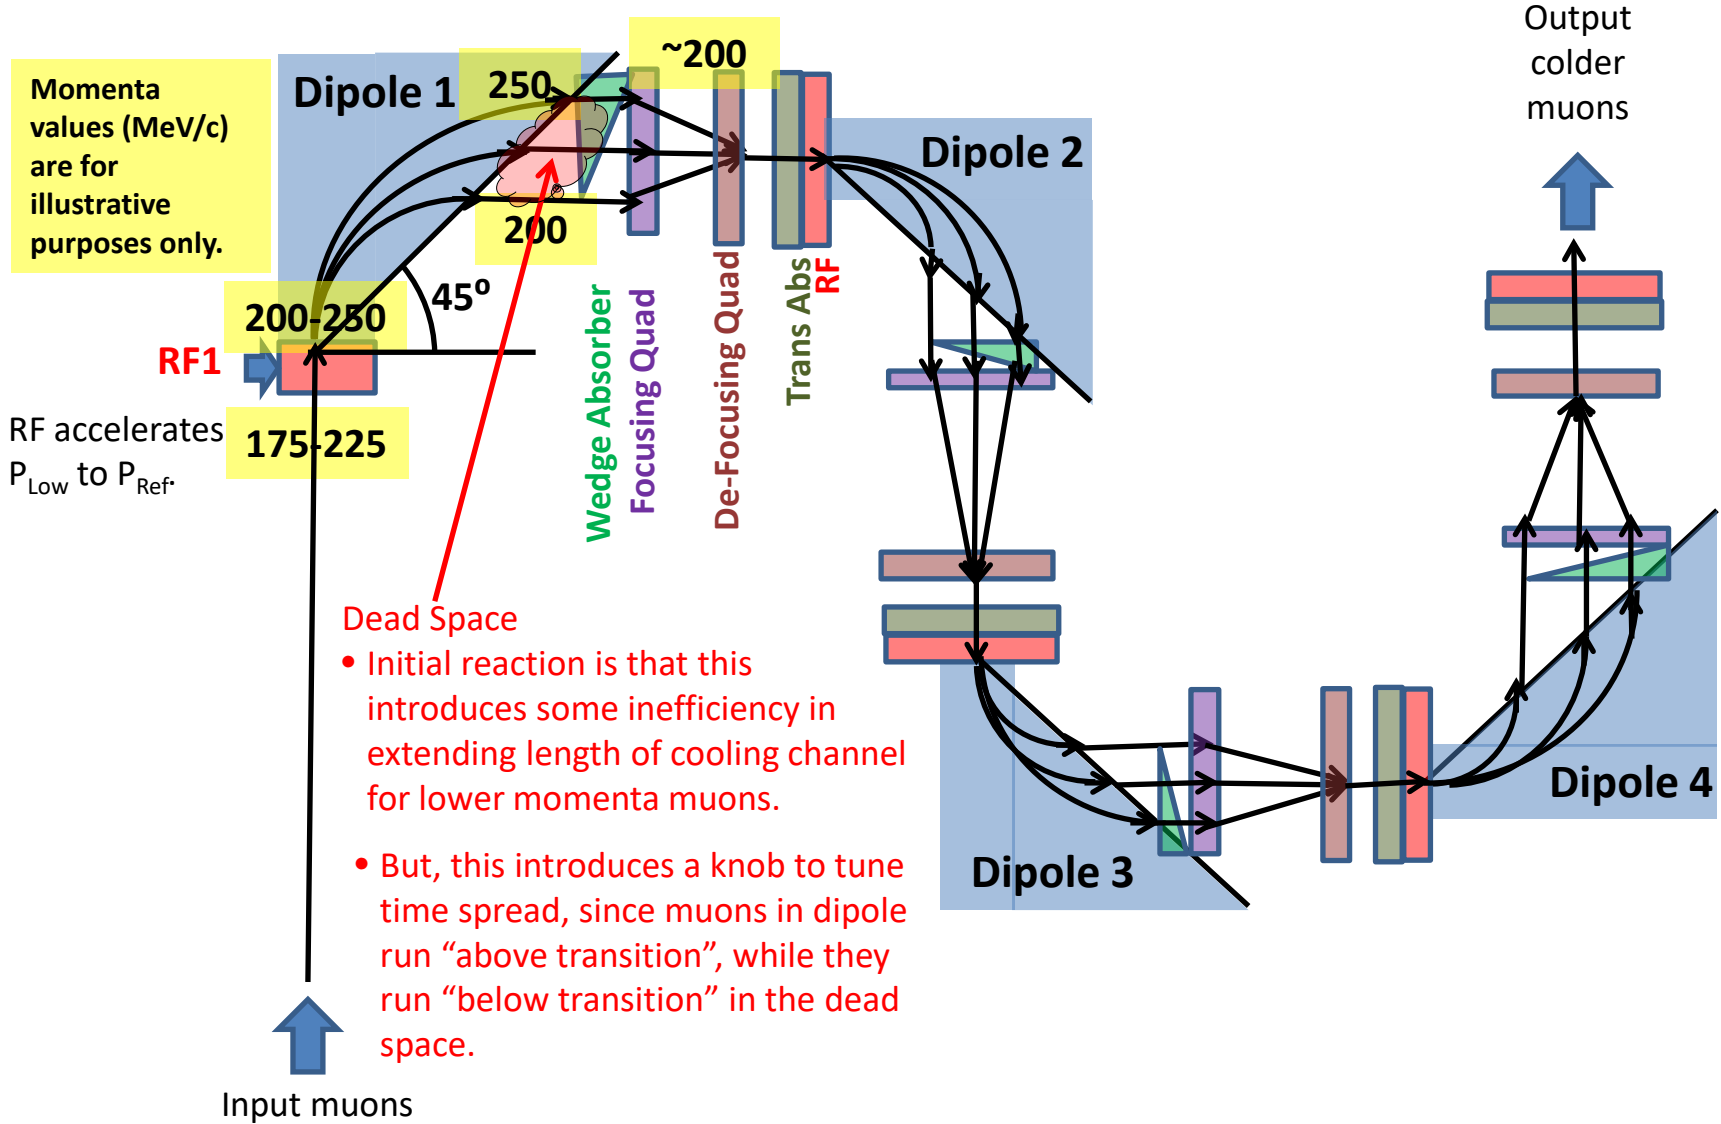 Output
colder
muons
~200
Momenta
values (MeV/c)
are for
illustrative
purposes only.
Dipole 1
250
Dipole 2
200
45⁰
200-250
RF1
RF accelerates
P_Low to P_Ref.
175-225
Wedge Absorber
Focusing Quad
De-Focusing Quad
Trans Abs
RF
Dead Space
• Initial reaction is that this
introduces some inefficiency in
extending length of cooling channel
for lower momenta muons.
• But, this introduces a knob to tune
time spread, since muons in dipole
run “above transition”, while they
run “below transition” in the dead
space.
Dipole 3
Dipole 4
Input muons